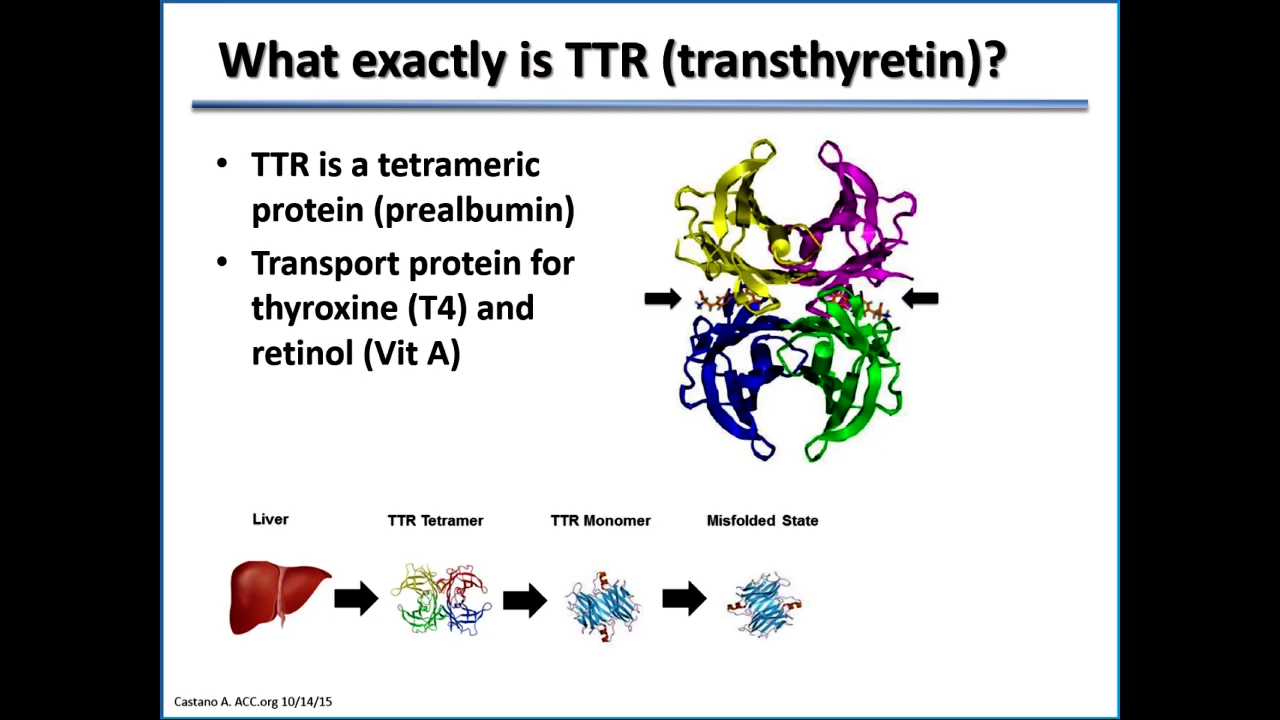 What exactly is TTR (transthyretin)?
• TTR is a tetrameric
protein (prealbumin)
• Transport protein for
thyroxine (T4) and
retinol (Vit A)
Liver
TTR Tetramer
TTR Monomer
Misfolded State
Castano A. ACC.org 10/14/15